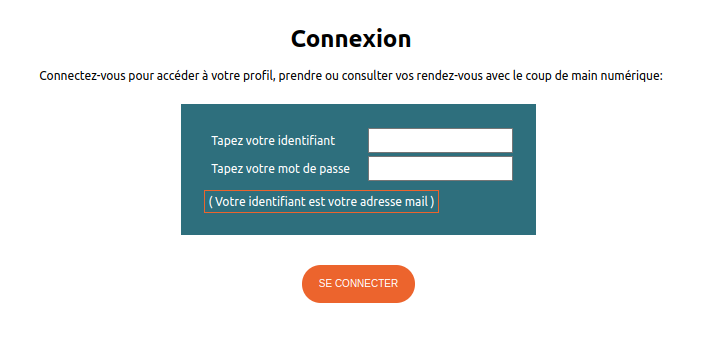 Connexion
Connectez-vous pour accéder à votre profil, prendre ou consulter vos rendez-vous avec le coup de main numérique:
Tapez votre identifiant
Tapez votre mot de passe
( Votre identifiant est votre adresse mail )
SE CONNECTER